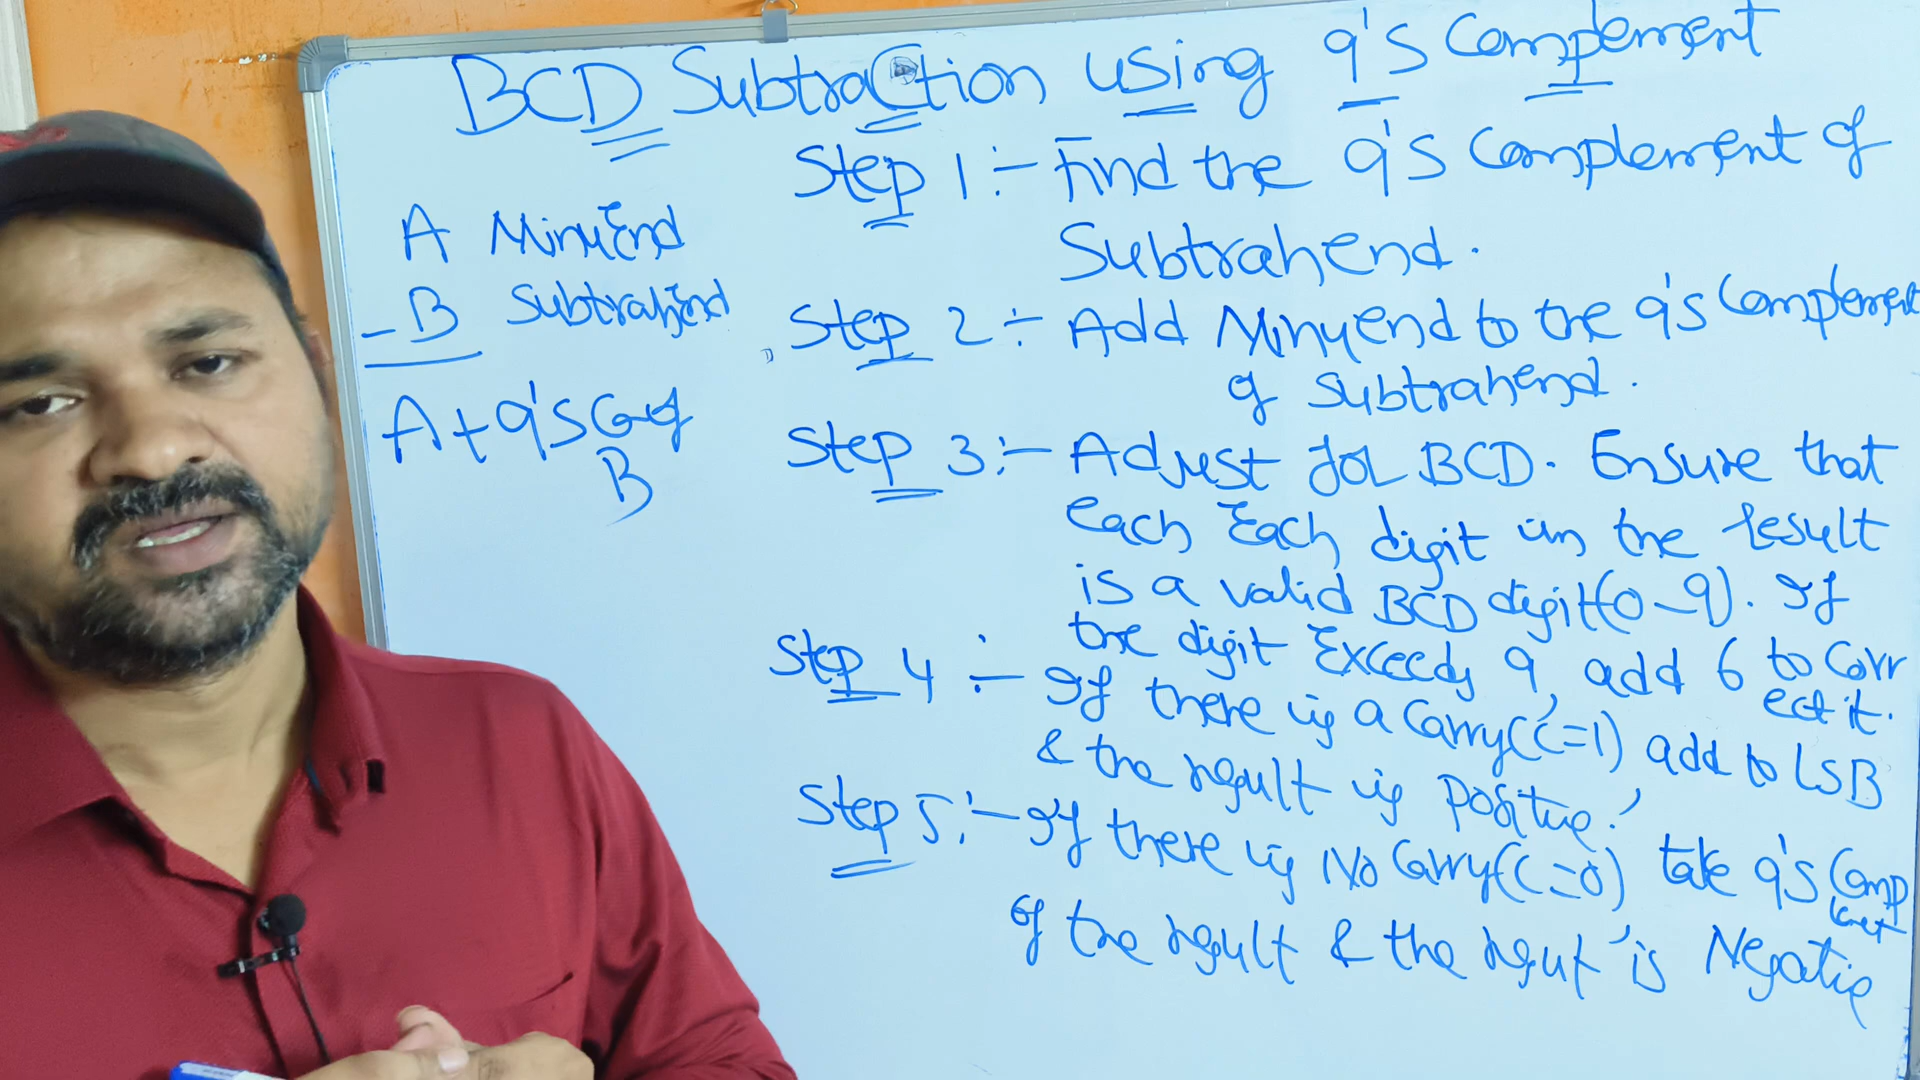 BCD Subtraction using 9's Complement
A Minuend
- B Subtrahend
A + 9's Com of
B
Step 1 :- Find the 9's Complement of
Subtrahend.
Step 2 :- Add Minuend to the 9's Complement
of Subtrahend.
Step 3 :- Adjust for BCD. Ensure that
each Each digit in the result
is a valid BCD digit (0-9). If
the digit Exceeds 9, add 6 to Corr
ect it.
Step 4 :- If there is a Carry (C=1) add to LSB
& the result is Positive.
Step 5 :- If there is No Carry (C=0) take 9's Comp
lement
of the result & the result is Negative